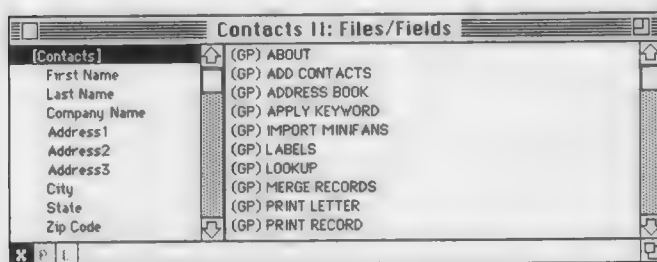 Contacts II: Files/Fields
[Contacts]
First Name
Last Name
Company Name
Address1
Address2
Address3
City
State
Zip Code
(GP) ABOUT
(GP) ADD CONTACTS
(GP) ADDRESS BOOK
(GP) APPLY KEYWORD
(GP) IMPORT MINIFANS
(GP) LABELS
(GP) LOOKUP
(GP) MERGE RECORDS
(GP) PRINT LETTER
(GP) PRINT RECORD
X P L